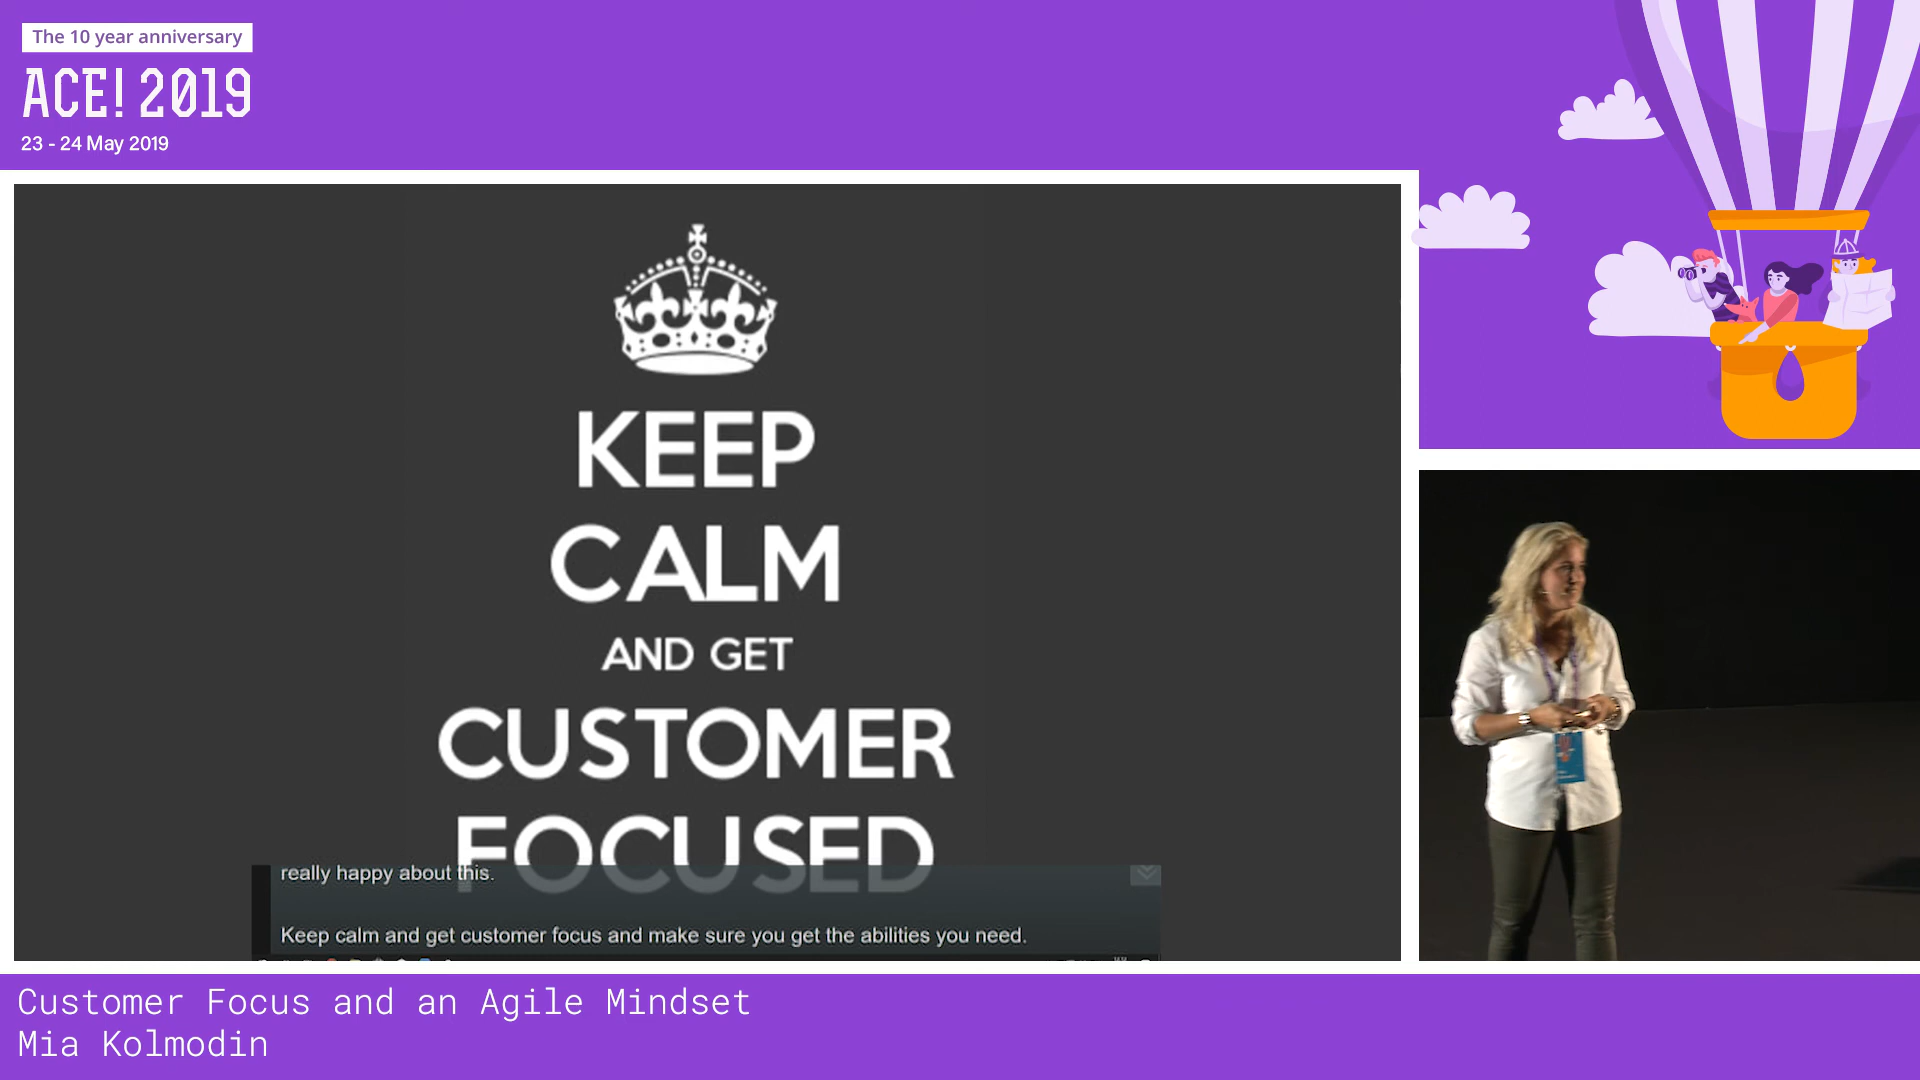 The 10 year anniversary
ACE! 2019
23 - 24 May 2019
KEEP
CALM
AND GET
CUSTOMER
FOCUSED
really happy about this.
Keep calm and get customer focus and make sure you get the abilities you need.
Customer Focus and an Agile Mindset
Mia Kolmodin